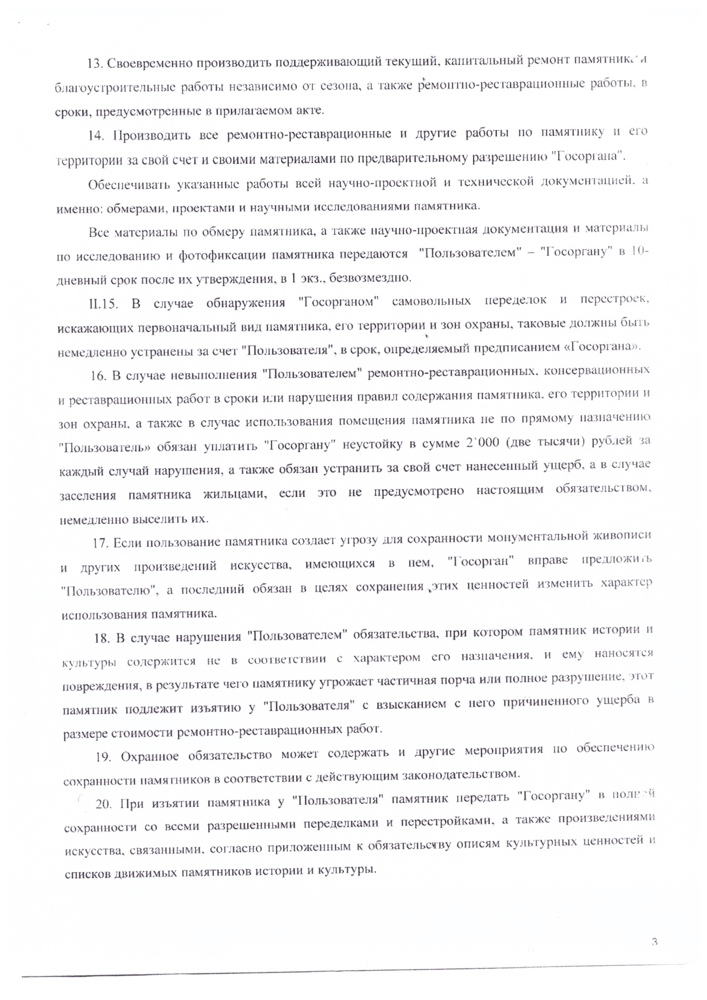 13. Своевременно производить поддерживающий текущий, капитальный ремонт памятника и
благоустроительные работы независимо от сезона, а также ремонтно-реставрационные работы, в
сроки, предусмотренные в прилагаемом акте.
14. Производить все ремонтно-реставрационные и другие работы по памятнику и его
территории за свой счет и своими материалами по предварительному разрешению "Госоргана".
Обеспечивать указанные работы всей научно-проектной и технической документацией, а
именно: обмерами, проектами и научными исследованиями памятника.
Все материалы по обмеру памятника, а также научно-проектная документация и материалы
по исследованию и фотофиксации памятника передаются "Пользователем" – "Госоргану" в 10-
дневный срок после их утверждения, в 1 экз., безвозмездно.
II.15. В случае обнаружения "Госорганом" самовольных переделок и перестроек,
искажающих первоначальный вид памятника, его территории и зон охраны, таковые должны быть
немедленно устранены за счет "Пользователя", в срок, определяемый предписанием «Госоргана».
16. В случае невыполнения "Пользователем" ремонтно-реставрационных, консервационных
и реставрационных работ в сроки или нарушения правил содержания памятника, его территории и
зон охраны, а также в случае использования помещения памятника не по прямому назначению
"Пользователь» обязан уплатить "Госоргану" неустойку в сумме 2`000 (две тысячи) рублей за
каждый случай нарушения, а также обязан устранить за свой счет нанесенный ущерб, а в случае
заселения памятника жильцами, если это не предусмотрено настоящим обязательством,
немедленно выселить их.
17. Если пользование памятника создает угрозу для сохранности монументальной живописи
и других произведений искусства, имеющихся в нем, "Госорган" вправе предложить
"Пользователю", а последний обязан в целях сохранения этих ценностей изменить характер
использования памятника.
18. В случае нарушения "Пользователем" обязательства, при котором памятник истории и
культуры содержится не в соответствии с характером его назначения, и ему наносятся
повреждения, в результате чего памятнику угрожает частичная порча или полное разрушение, этот
памятник подлежит изъятию у "Пользователя" с взысканием с него причиненного ущерба в
размере стоимости ремонтно-реставрационных работ.
19. Охранное обязательство может содержать и другие мероприятия по обеспечению
сохранности памятников в соответствии с действующим законодательством.
20. При изъятии памятника у "Пользователя" памятник передать "Госоргану" в полной
сохранности со всеми разрешенными переделками и перестройками, а также произведениями
искусства, связанными, согласно приложенным к обязательству описям культурных ценностей и
списков движимых памятников истории и культуры.
3